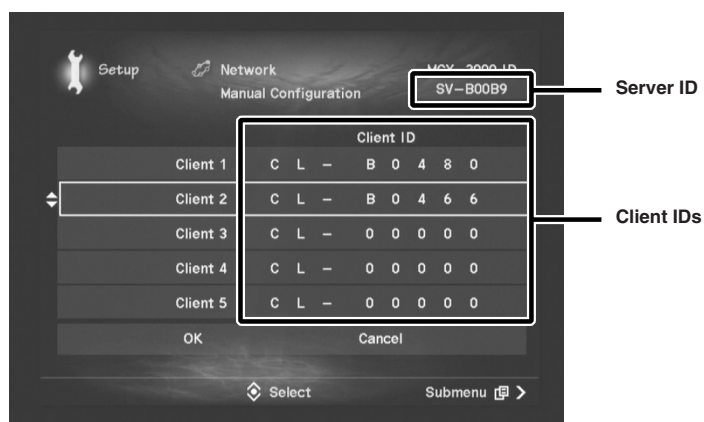 Setup
Network
Manual Configuration
SV-B00B9
Server ID
Client ID
Client 1 C L – B 0 4 8 0
Client 2 C L – B 0 4 6 6
Client 3 C L – 0 0 0 0 0
Client 4 C L – 0 0 0 0 0
Client 5 C L – 0 0 0 0 0
Client IDs
OK Cancel
Select Submenu